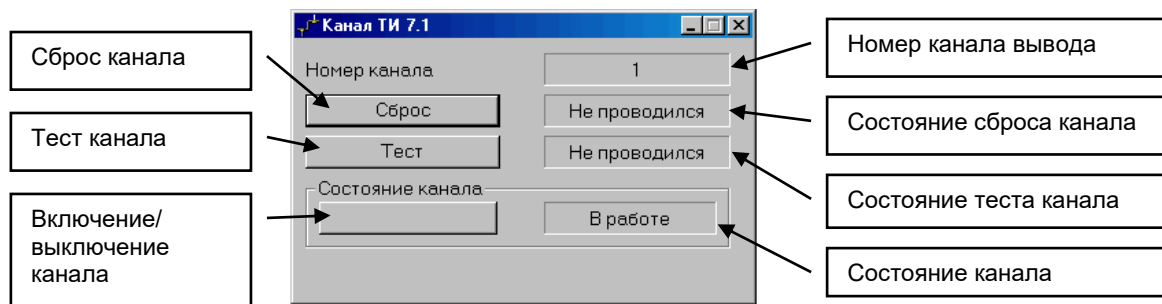 Сброс канала
Тест канала
Включение/
выключение
канала
Канал ТИ 7.1
Номер канала
1
Сброс
Не проводился
Тест
Не проводился
Состояние канала
В работе
Номер канала вывода
Состояние сброса канала
Состояние теста канала
Состояние канала